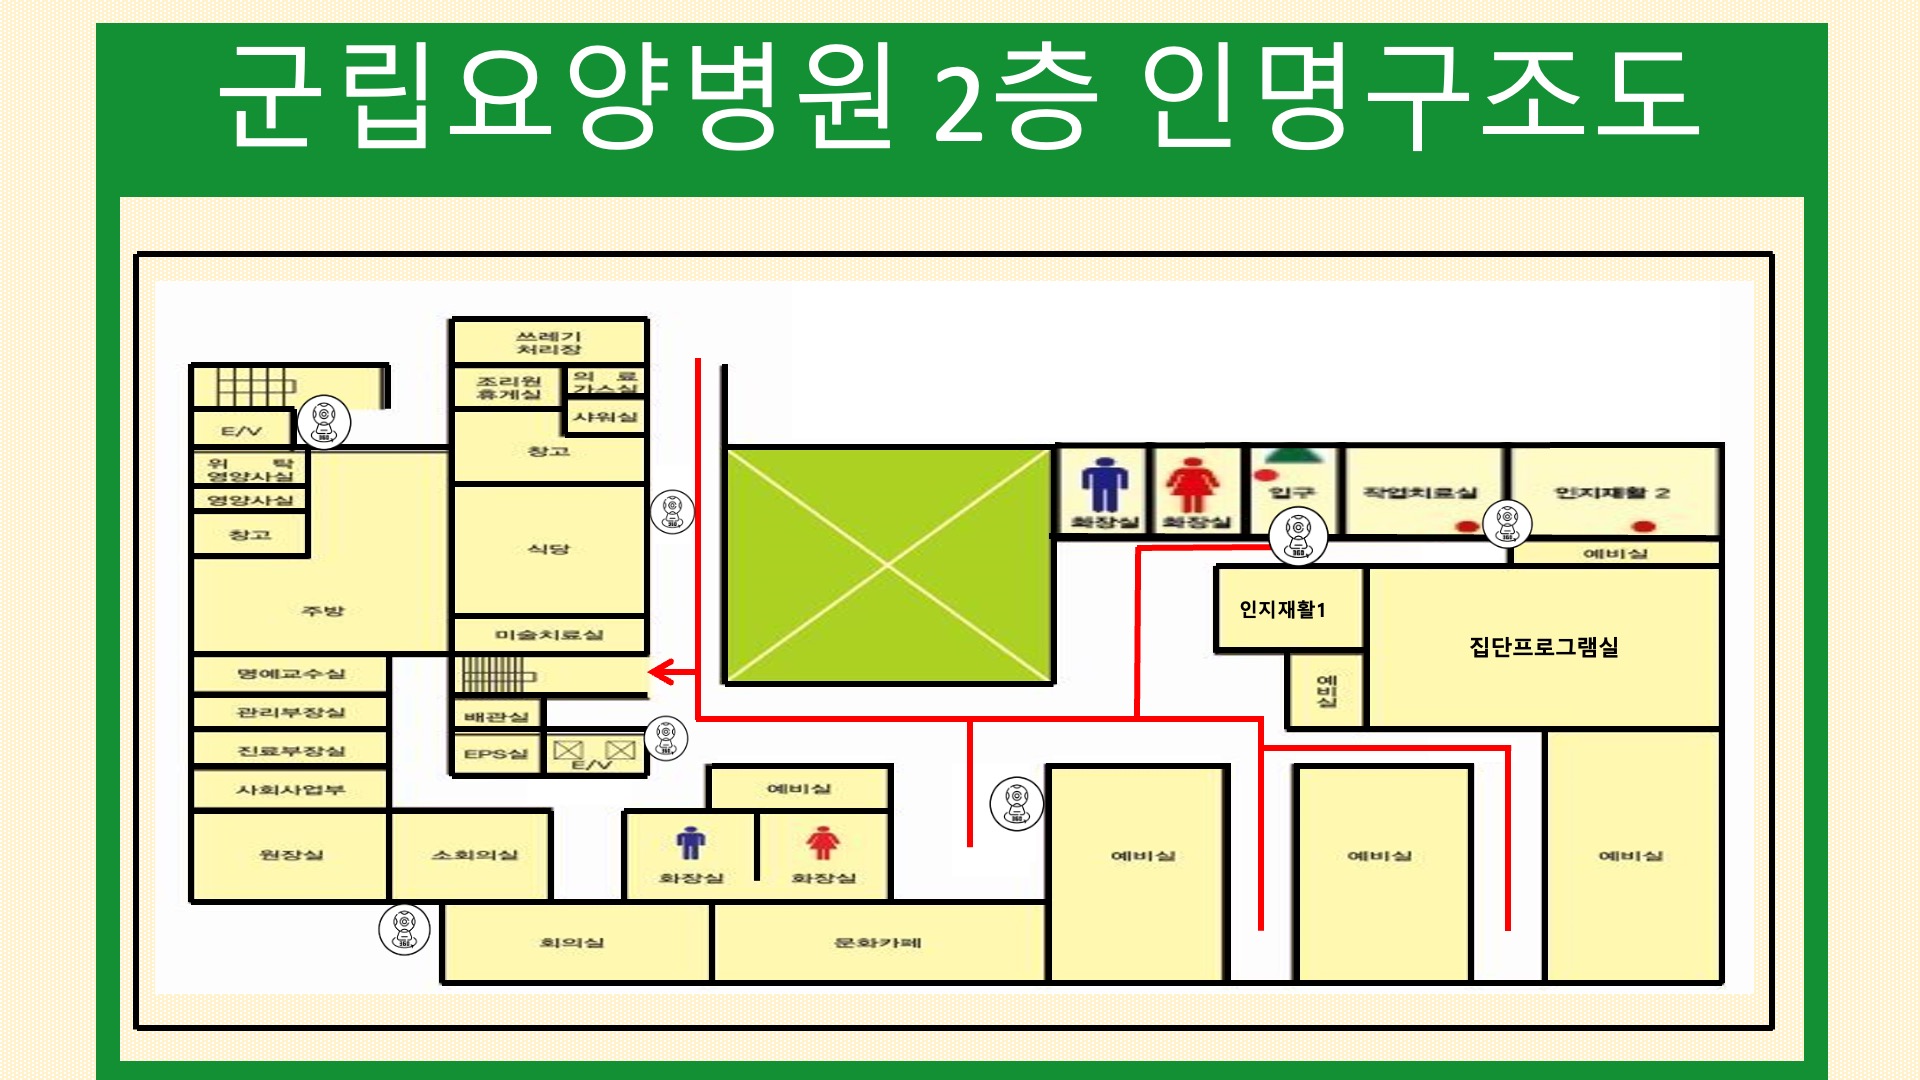 군립요양병원 2층 인명구조도
쓰레기
처리장
조리원
휴게실
의 료
가스실
샤워실
E/V
창고
위 탁
영양사실
영양사실
창고
식당
주방
미술치료실
명예교수실
관리부장실
배관실
진료부장실
EPS실
E/V
사회사업부
원장실
소회의실
예비실
화장실
화장실
회의실
문화카페
화장실
화장실
입구
작업치료실
인지재활 2
예비실
인지재활1
집단프로그램실
예
비
실
예비실
예비실
예비실